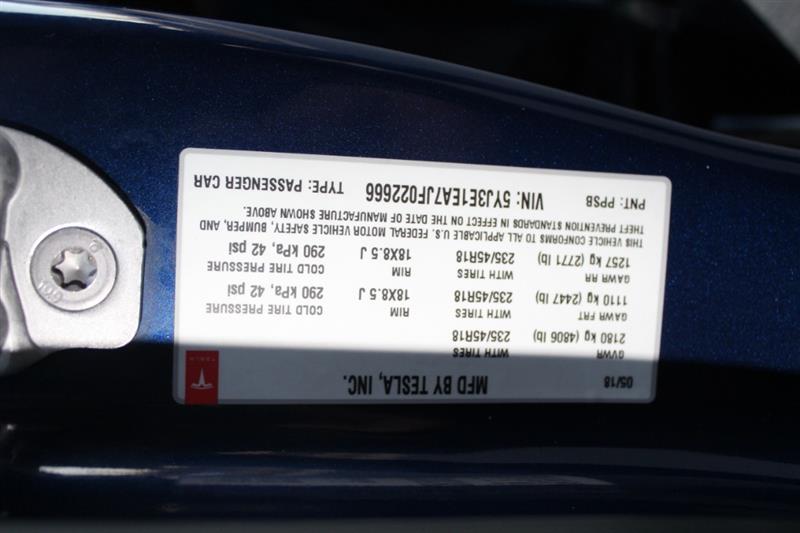 05/18 MFD BY TESLA, INC. TESLA
GVWR WITH TIRES
2180 kg (4806 lb) 235/45R18
GAWR FRT WITH TIRES RIM COLD TIRE PRESSURE
1110 kg (2447 lb) 235/45R18 18X8.5 J 290 kPa, 42 psi
GAWR RR WITH TIRES RIM COLD TIRE PRESSURE
1257 kg (2771 lb) 235/45R18 18X8.5 J 290 kPa, 42 psi
THIS VEHICLE CONFORMS TO ALL APPLICABLE U.S. FEDERAL MOTOR VEHICLE SAFETY, BUMPER, AND
THEFT PREVENTION STANDARDS IN EFFECT ON THE DATE OF MANUFACTURE SHOWN ABOVE.
PNT: PPSB VIN: 5YJ3E1EA7JF022666 TYPE: PASSENGER CAR